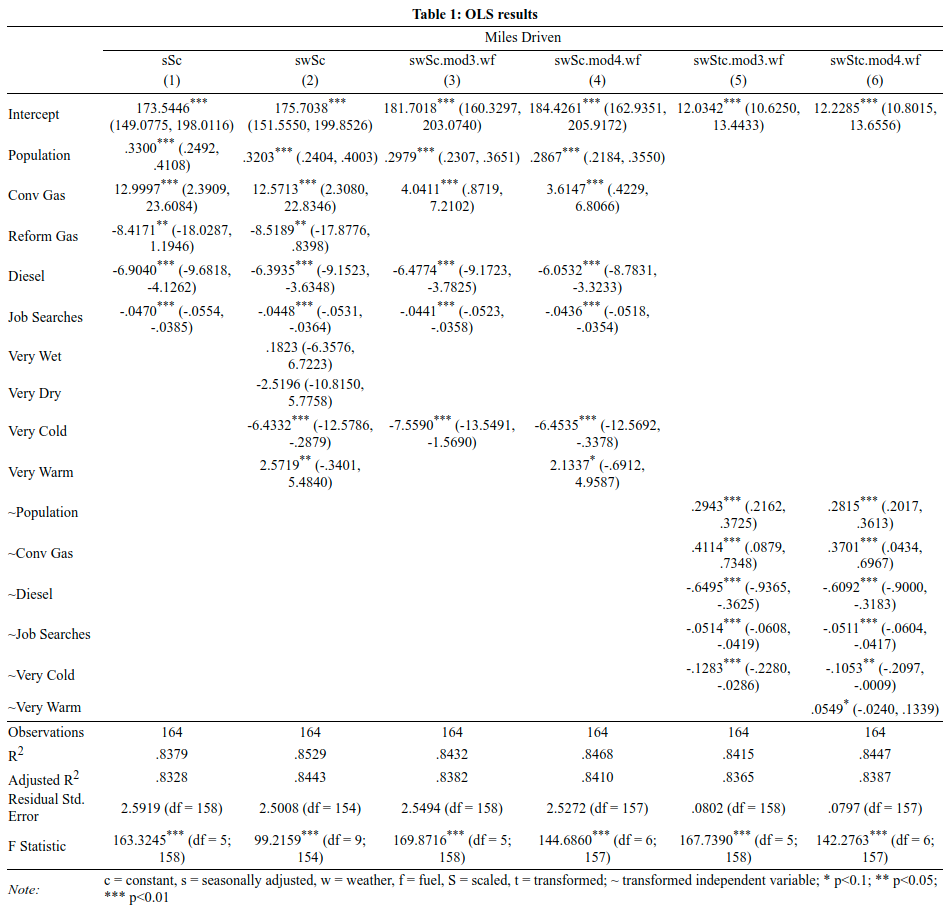 Table 1: OLS results
Miles Driven
sSc swSc swSc.mod3.wf swSc.mod4.wf swStc.mod3.wf swStc.mod4.wf
(1) (2) (3) (4) (5) (6)
Intercept 173.5446*** (149.0775, 198.0116) 175.7038*** (151.5550, 199.8526) 181.7018*** (160.3297, 203.0740) 184.4261*** (162.9351, 205.9172) 12.0342*** (10.6250, 13.4433) 12.2285*** (10.8015, 13.6556)
Population .3300*** (.2492, .4108) .3203*** (.2404, .4003) .2979*** (.2307, .3651) .2867*** (.2184, .3550)
Conv Gas 12.9997*** (2.3909, 23.6084) 12.5713*** (2.3080, 22.8346) 4.0411*** (.8719, 7.2102) 3.6147*** (.4229, 6.8066)
Reform Gas -8.4171** (-18.0287, 1.1946) -8.5189** (-17.8776, .8398)
Diesel -6.9040*** (-9.6818, -4.1262) -6.3935*** (-9.1523, -3.6348) -6.4774*** (-9.1723, -3.7825) -6.0532*** (-8.7831, -3.3233)
Job Searches -.0470*** (-.0554, -.0385) -.0448*** (-.0531, -.0364) -.0441*** (-.0523, -.0358) -.0436*** (-.0518, -.0354)
Very Wet .1823 (-6.3576, 6.7223)
Very Dry -2.5196 (-10.8150, 5.7758)
Very Cold -6.4332*** (-12.5786, -.2879) -7.5590*** (-13.5491, -1.5690) -6.4535*** (-12.5692, -.3378)
Very Warm 2.5719** (-.3401, 5.4840) 2.1337* (-.6912, 4.9587)
~Population .2943*** (.2162, .3725) .2815*** (.2017, .3613)
~Conv Gas .4114*** (.0879, .7348) .3701*** (.0434, .6967)
~Diesel -.6495*** (-.9365, -.3625) -.6092*** (-.9000, -.3183)
~Job Searches -.0514*** (-.0608, -.0419) -.0511*** (-.0604, -.0417)
~Very Cold -.1283*** (-.2280, -.0286) -.1053** (-.2097, -.0009)
~Very Warm .0549* (-.0240, .1339)
Observations 164 164 164 164 164 164
R2 .8379 .8529 .8432 .8468 .8415 .8447
Adjusted R2 .8328 .8443 .8382 .8410 .8365 .8387
Residual Std. Error 2.5919 (df = 158) 2.5008 (df = 154) 2.5494 (df = 158) 2.5272 (df = 157) .0802 (df = 158) .0797 (df = 157)
F Statistic 163.3245*** (df = 5; 158) 99.2159*** (df = 9; 154) 169.8716*** (df = 5; 158) 144.6860*** (df = 6; 157) 167.7390*** (df = 5; 158) 142.2763*** (df = 6; 157)
Note: c = constant, s = seasonally adjusted, w = weather, f = fuel, S = scaled, t = transformed; ~ transformed independent variable; * p<0.1; ** p<0.05;
*** p<0.01